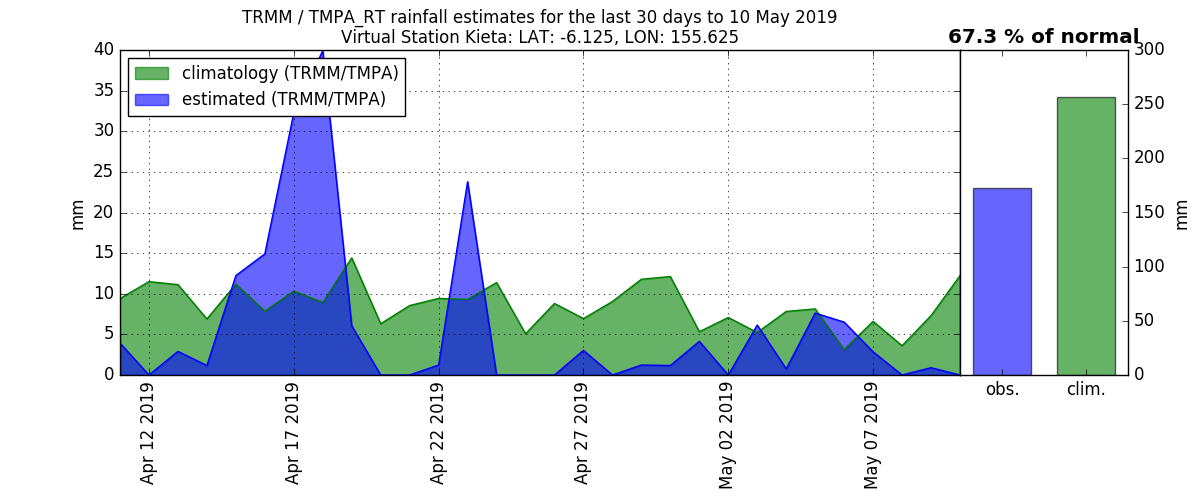 TRMM / TMPA_RT rainfall estimates for the last 30 days to 10 May 2019
Virtual Station Kieta: LAT: -6.125, LON: 155.625
67.3 % of normal
climatology (TRMM/TMPA)
estimated (TRMM/TMPA)
40
35
30
25
20
15
10
5
0
mm
Apr 12 2019
Apr 17 2019
Apr 22 2019
Apr 27 2019
May 02 2019
May 07 2019
obs.
clim.
300
250
200
150
100
50
0
mm